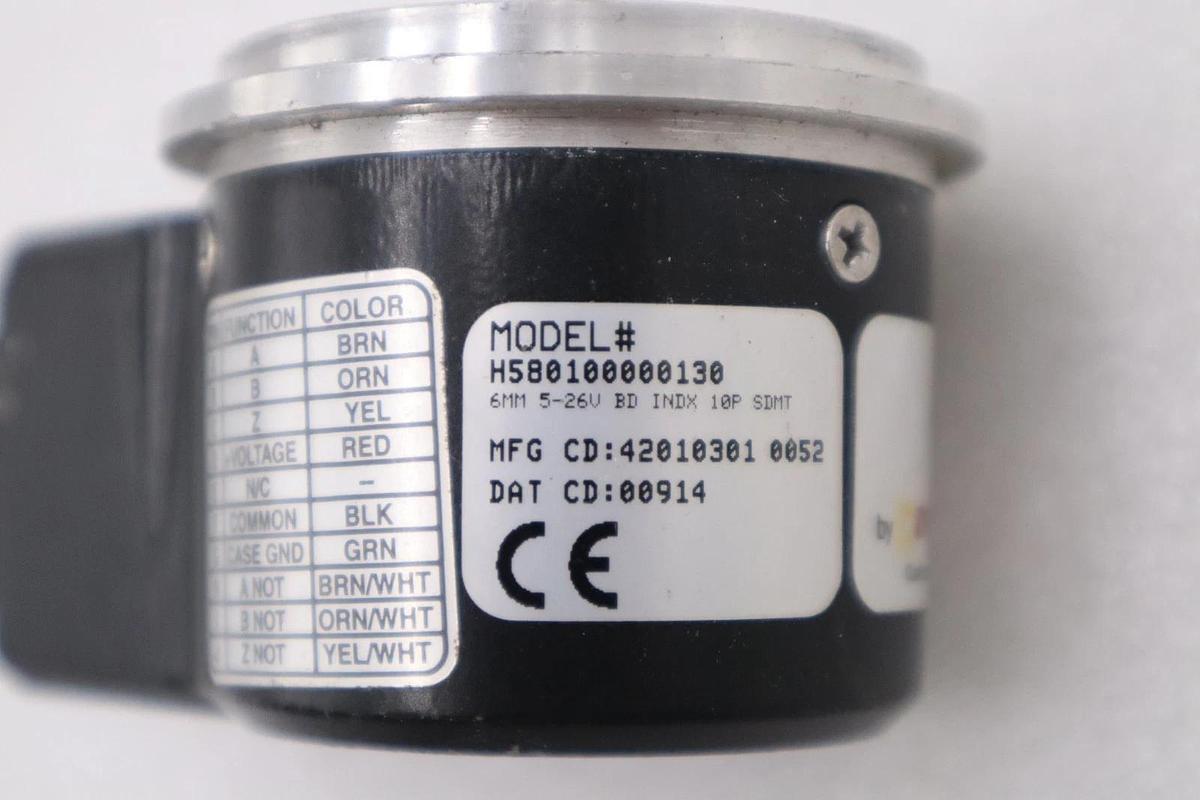 FUNCTION COLOR
A BRN
B ORN
Z YEL
+VOLTAGE RED
N/C –
COMMON BLK
CASE GND GRN
A NOT BRN/WHT
B NOT ORN/WHT
Z NOT YEL/WHT
MODEL#
H580100000130
6MM 5-26V BD INDX 10P SDMT
MFG CD:42010301 0052
DAT CD:00914
CE
by